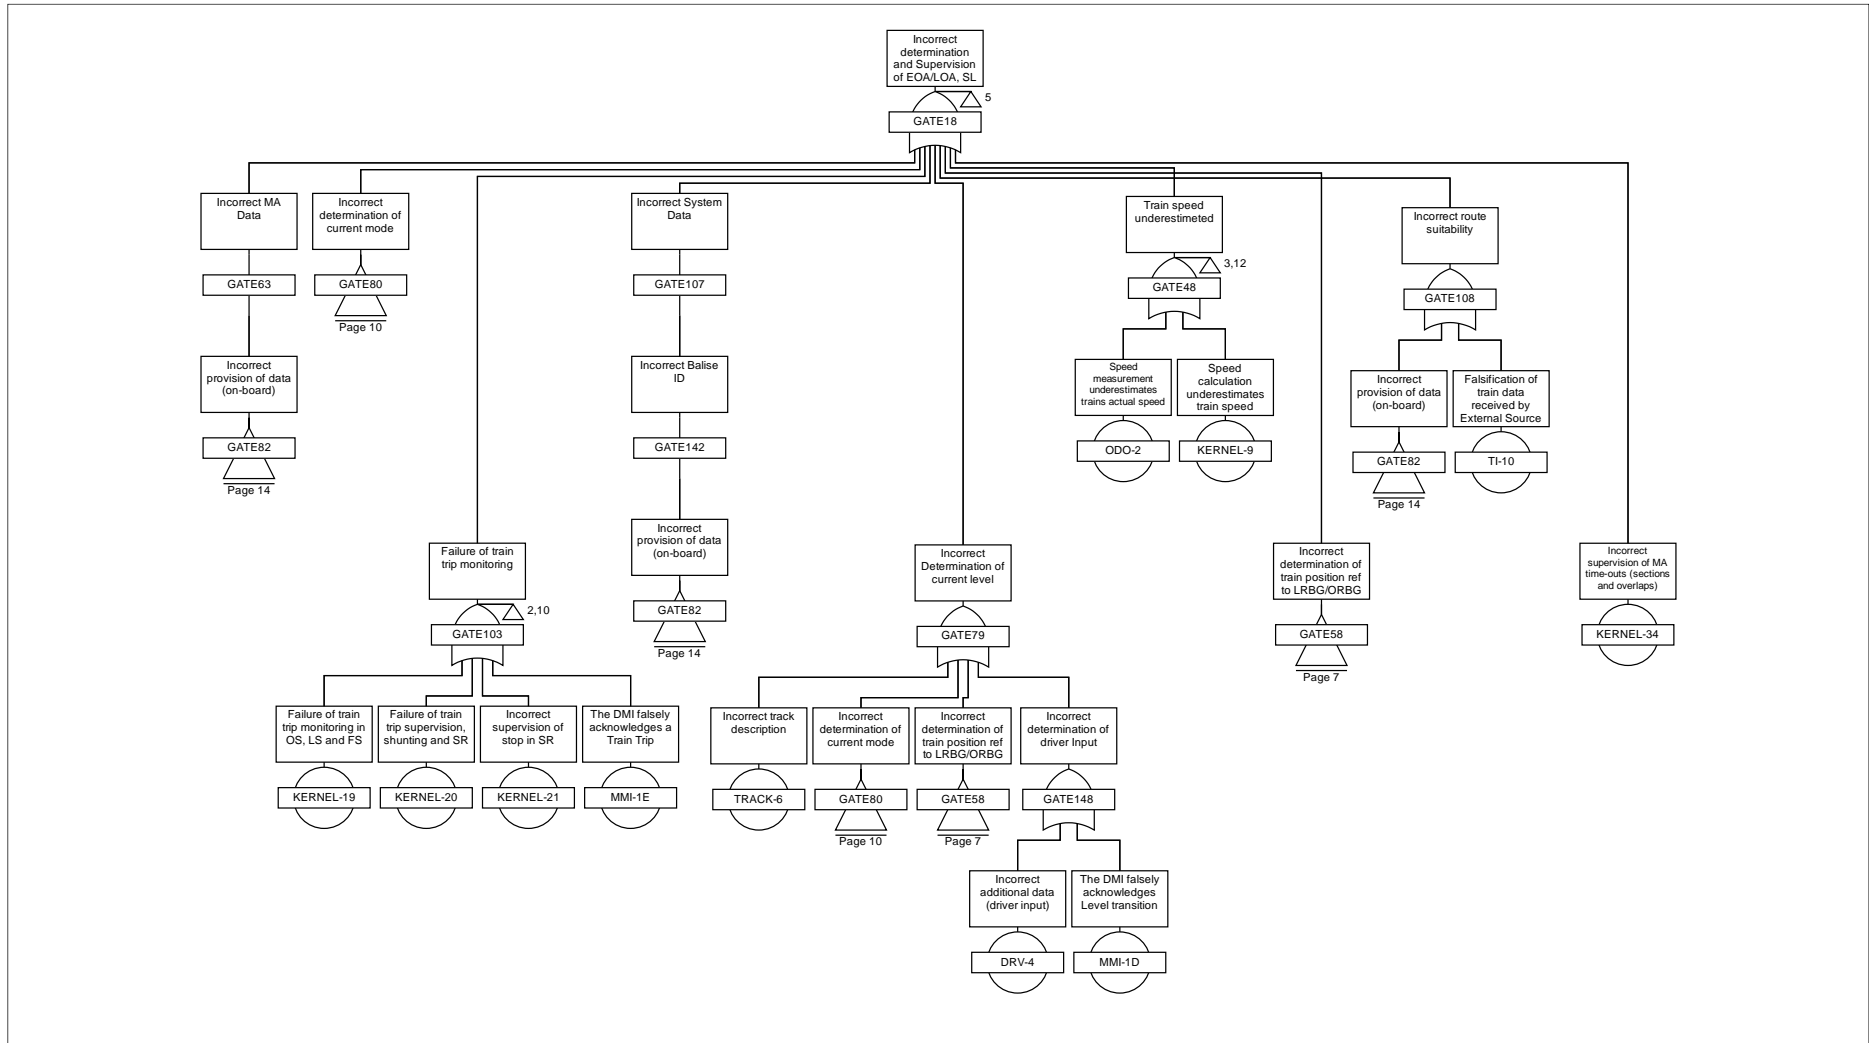 Incorrect
determination
and Supervision
of EOA/LOA, SL
5
GATE18
Incorrect MA
Data
GATE63
Incorrect
provision of data
(on-board)
GATE82
Page 14
Incorrect
determination of
current mode
GATE80
Page 10
Failure of train
trip monitoring
2,10
GATE103
Failure of train
trip monitoring in
OS, LS and FS
KERNEL-19
Failure of train
trip supervision,
shunting and SR
KERNEL-20
Incorrect
supervision of
stop in SR
KERNEL-21
The DMI falsely
acknowledges a
Train Trip
MMI-1E
Incorrect System
Data
GATE107
Incorrect Balise
ID
GATE142
Incorrect
provision of data
(on-board)
GATE82
Page 14
Incorrect
Determination of
current level
GATE79
Incorrect track
description
TRACK-6
Incorrect
determination of
current mode
GATE80
Page 10
Incorrect
determination of
train position ref
to LRBG/ORBG
GATE58
Page 7
Incorrect
determination of
driver Input
GATE148
Incorrect
additional data
(driver input)
DRV-4
The DMI falsely
acknowledges
Level transition
MMI-1D
Train speed
underestimeted
3,12
GATE48
Speed
measurement
underestimates
trains actual speed
ODO-2
Speed
calculation
underestimates
train speed
KERNEL-9
Incorrect
determination of
train position ref
to LRBG/ORBG
GATE58
Page 7
Incorrect route
suitability
GATE108
Incorrect
provision of data
(on-board)
GATE82
Page 14
Falsification of
train data
received by
External Source
TI-10
Incorrect
supervision of MA
time-outs (sections
and overlaps)
KERNEL-34